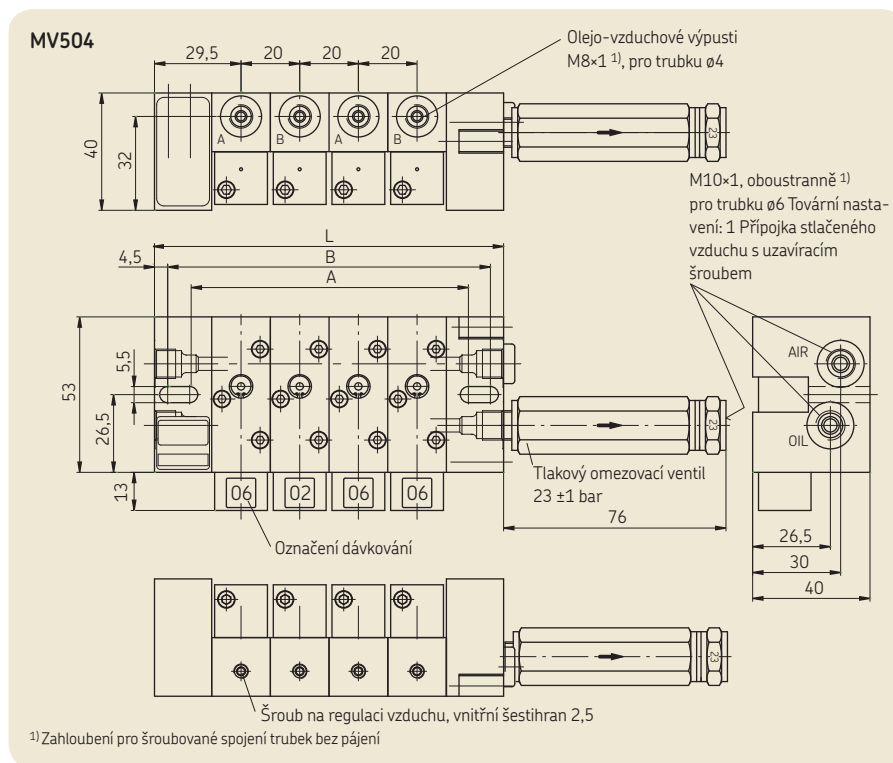 MV504
29,5
20
20
20
Olejo-vzduchové výpusti
M8×1 ¹⁾, pro trubku ø4
40
32
A
B
A
B
23
M10×1, oboustranně ¹⁾
pro trubku ø6 Tovární nasta-
vení: 1 Přípojka stlačeného
vzduchu s uzavíracím
šroubem
L
4,5
B
A
53
5,5
26,5
13
AIR
OIL
23
06
02
06
06
Tlakový omezovací ventil
23 ±1 bar
76
Označení dávkování
26,5
30
40
23
Šroub na regulaci vzduchu, vnitřní šestihran 2,5
¹⁾ Zahloubení pro šroubované spojení trubek bez pájení